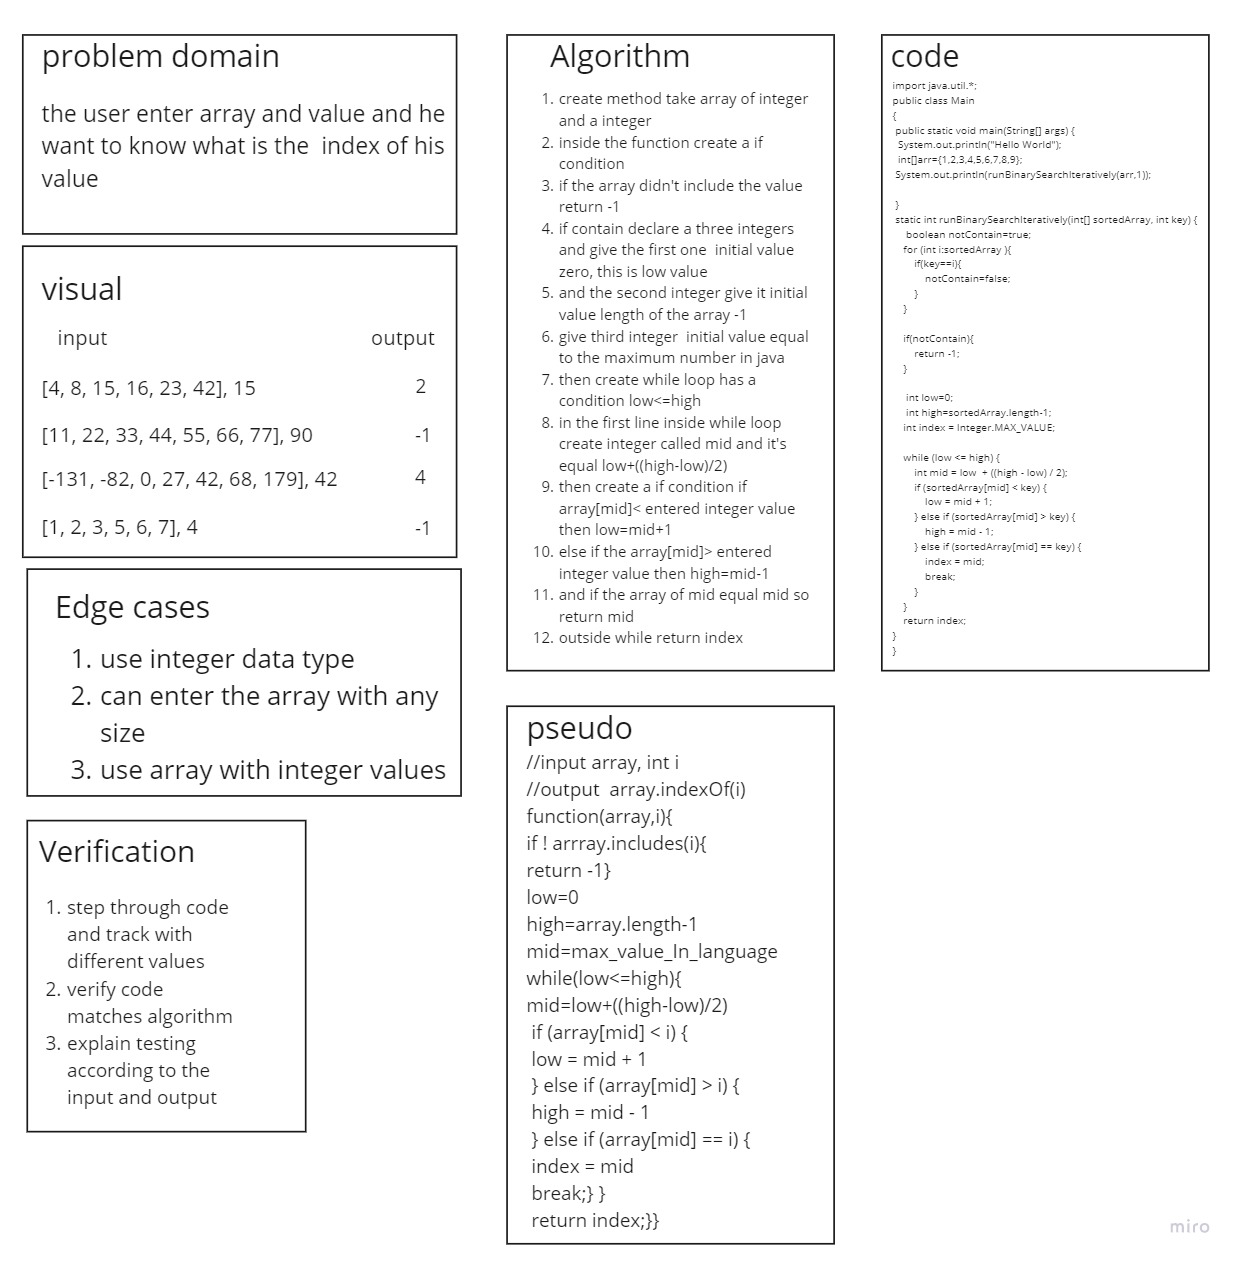 problem domain
the user enter array and value and he
want to know what is the  index of his
value
visual
input output
[4, 8, 15, 16, 23, 42], 15 2
[11, 22, 33, 44, 55, 66, 77], 90 -1
[-131, -82, 0, 27, 42, 68, 179], 42 4
[1, 2, 3, 5, 6, 7], 4 -1
Edge cases
1. use integer data type
2. can enter the array with any
size
3. use array with integer values
Verification
1. step through code
and track with
different values
2. verify code
matches algorithm
3. explain testing
according to the
input and output
Algorithm
1. create method take array of integer
and a integer
2. inside the function create a if
condition
3. if the array didn't include the value
return -1
4. if contain declare a three integers
and give the first one  initial value
zero, this is low value
5. and the second integer give it initial
value length of the array -1
6. give third integer  initial value equal
to the maximum number in java
7. then create while loop has a
condition low<=high
8. in the first line inside while loop
create integer called mid and it's
equal low+((high-low)/2)
9. then create a if condition if
array[mid]< entered integer value
then low=mid+1
10. else if the array[mid]> entered
integer value then high=mid-1
11. and if the array of mid equal mid so
return mid
12. outside while return index
pseudo
//input array, int i
//output  array.indexOf(i)
function(array,i){
if ! arrray.includes(i){
return -1}
low=0
high=array.length-1
mid=max_value_In_language
while(low<=high){
mid=low+((high-low)/2)
if (array[mid] < i) {
low = mid + 1
} else if (array[mid] > i) {
high = mid - 1
} else if (array[mid] == i) {
index = mid
break;} }
return index;}}
code
import java.util.*;
public class Main
{
public static void main(String[] args) {
System.out.println("Hello World");
int[]arr={1,2,3,4,5,6,7,8,9};
System.out.println(runBinarySearchIteratively(arr,1));
}
static int runBinarySearchIteratively(int[] sortedArray, int key) {
boolean notContain=true;
for (int i:sortedArray ){
if(key==i){
notContain=false;
}
}
if(notContain){
return -1;
}
int low=0;
int high=sortedArray.length-1;
int index = Integer.MAX_VALUE;
while (low <= high) {
int mid = low  + ((high - low) / 2);
if (sortedArray[mid] < key) {
low = mid + 1;
} else if (sortedArray[mid] > key) {
high = mid - 1;
} else if (sortedArray[mid] == key) {
index = mid;
break;
}
}
return index;
}
}
miro